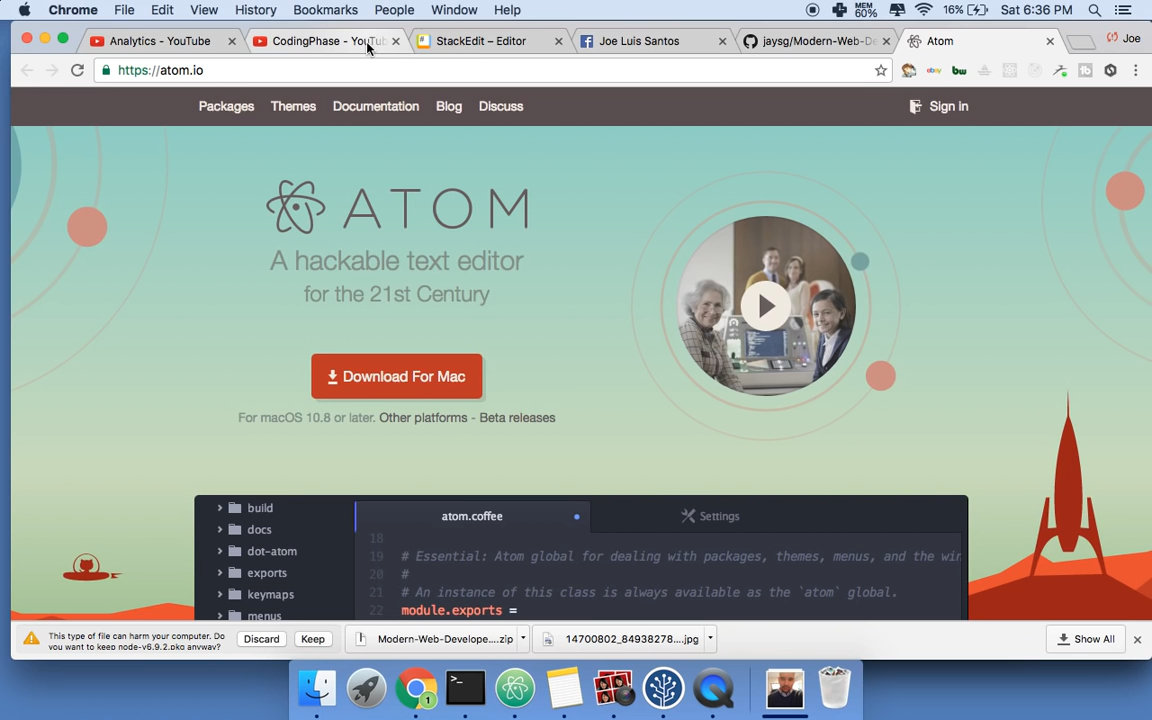 Chrome File Edit View History Bookmarks People Window Help MEM 60% 16% Sat 6:36 PM
Analytics - YouTube CodingPhase - YouTub StackEdit – Editor Joe Luis Santos jaysg/Modern-Web-De Atom Joe
https://atom.io
Packages Themes Documentation Blog Discuss Sign in
ATOM
A hackable text editor
for the 21st Century
Download For Mac
For macOS 10.8 or later. Other platforms - Beta releases
build
docs
dot-atom
exports
keymaps
menus
atom.coffee Settings
18
19 # Essential: Atom global for dealing with packages, themes, menus, and the win
20 #
21 # An instance of this class is always available as the `atom` global.
22 module.exports =
This type of file can harm your computer. Do
you want to keep node-v6.9.2.pkg anyway?
Discard Keep Modern-Web-Develope....zip 14700802_84938278....jpg Show All
1